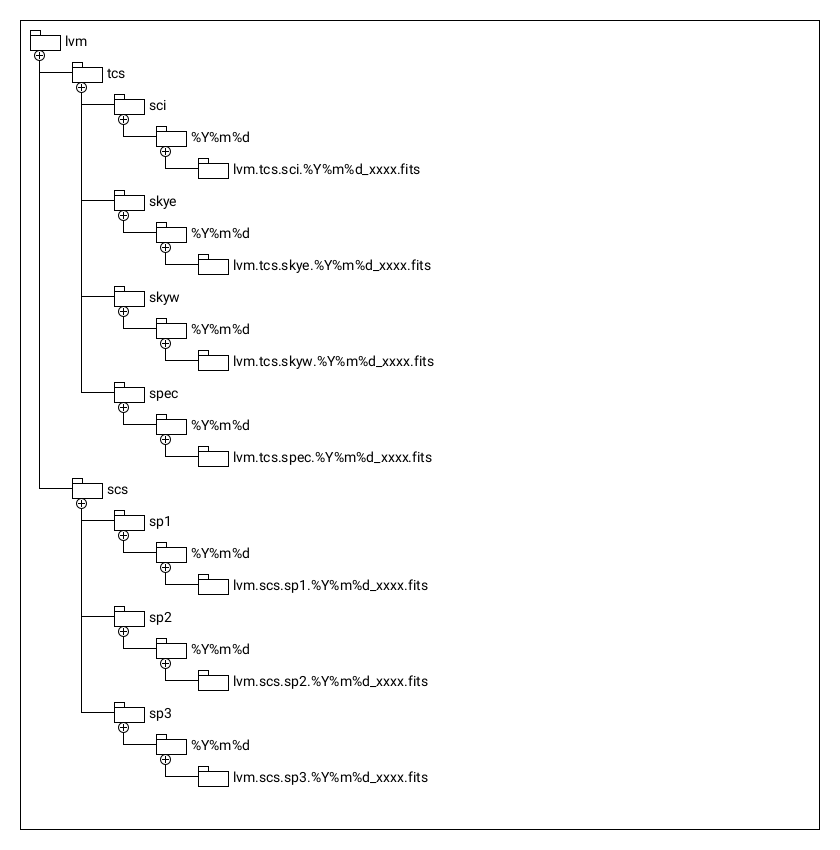 lvm
tcs
sci
%Y%m%d
lvm.tcs.sci.%Y%m%d_xxxx.fits
skye
%Y%m%d
lvm.tcs.skye.%Y%m%d_xxxx.fits
skyw
%Y%m%d
lvm.tcs.skyw.%Y%m%d_xxxx.fits
spec
%Y%m%d
lvm.tcs.spec.%Y%m%d_xxxx.fits
scs
sp1
%Y%m%d
lvm.scs.sp1.%Y%m%d_xxxx.fits
sp2
%Y%m%d
lvm.scs.sp2.%Y%m%d_xxxx.fits
sp3
%Y%m%d
lvm.scs.sp3.%Y%m%d_xxxx.fits